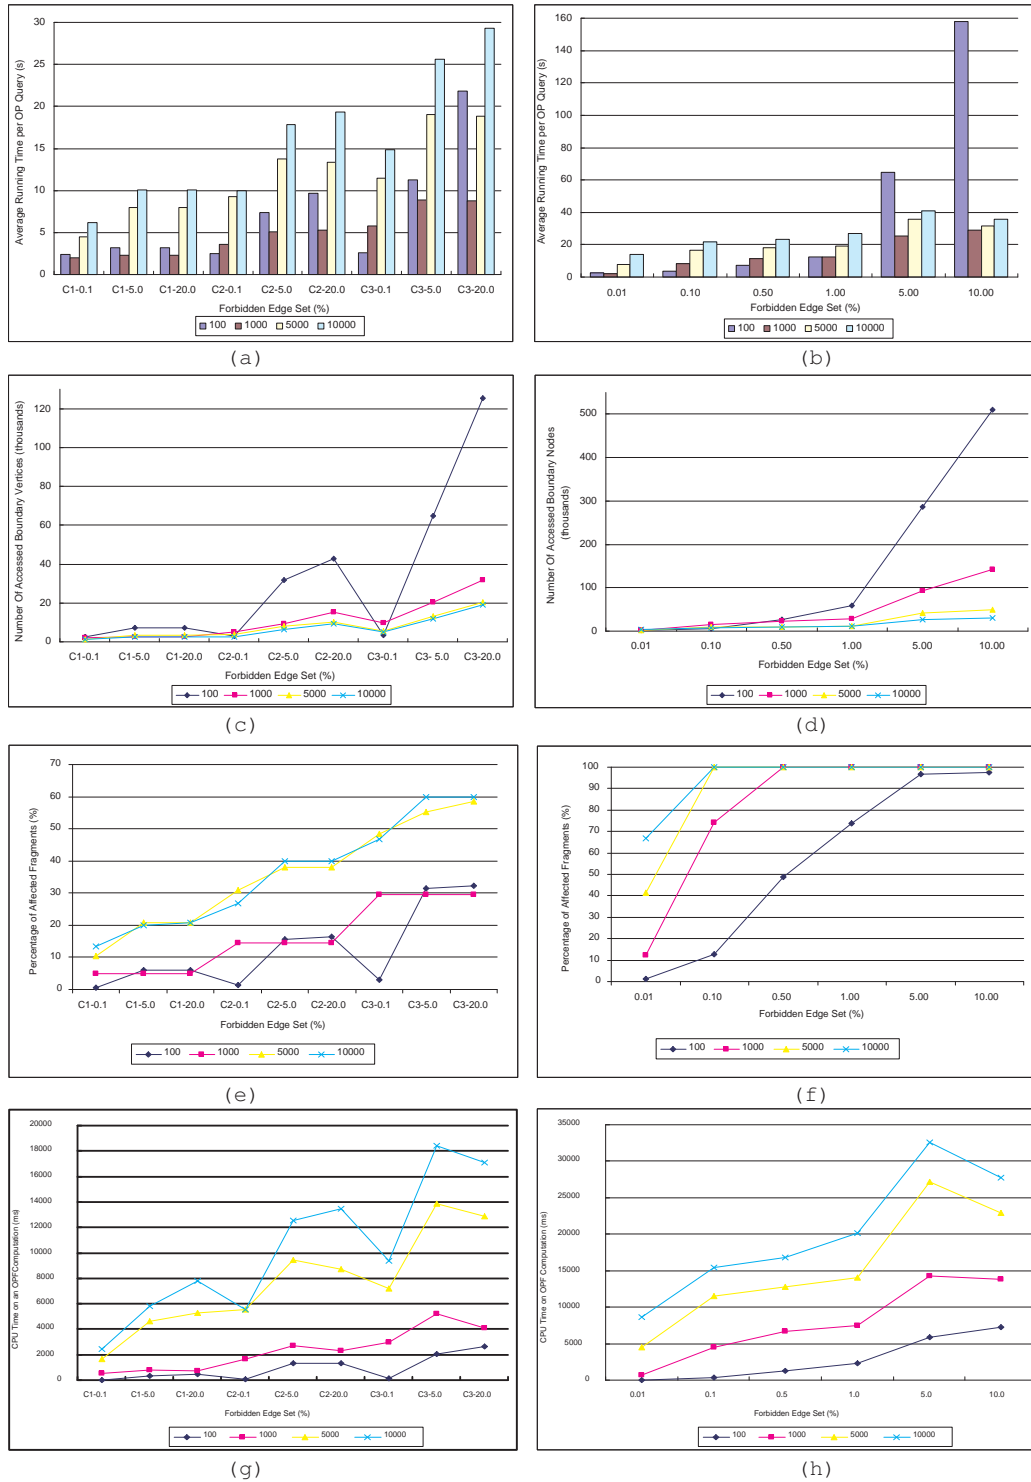 Average Running Time per OP Query (s)
30
25
20
15
10
5
0
C1-0.1 C1-5.0 C1-20.0 C2-0.1 C2-5.0 C2-20.0 C3-0.1 C3-5.0 C3-20.0
Forbidden Edge Set (%)
100 1000 5000 10000
(a)
Average Running Time per OP Query (s)
160
140
120
100
80
60
40
20
0
0.01 0.10 0.50 1.00 5.00 10.00
Forbidden Edge Set (%)
100 1000 5000 10000
(b)
Number Of Accessed Boundary Vertices (thousands)
120
100
80
60
40
20
0
C1-0.1 C1-5.0 C1-20.0 C2-0.1 C2-5.0 C2-20.0 C3-0.1 C3- 5.0 C3-20.0
Forbidden Edge Set (%)
100 1000 5000 10000
(c)
Number Of Accessed Boundary Nodes
(thousands)
500
400
300
200
100
0
0.01 0.10 0.50 1.00 5.00 10.00
Forbidden Edge Set (%)
100 1000 5000 10000
(d)
Percentage of Affected Fragments (%)
70
60
50
40
30
20
10
0
C1-0.1 C1-5.0 C1-20.0 C2-0.1 C2-5.0 C2-20.0 C3-0.1 C3-5.0 C3-20.0
Forbidden Edge Set (%)
100 1000 5000 10000
(e)
Percentage of Affected Fragments (%)
100
90
80
70
60
50
40
30
20
10
0
0.01 0.10 0.50 1.00 5.00 10.00
Forbidden Edge Set (%)
100 1000 5000 10000
(f)
CPU Time on an OPF Computation (ms)
20000
18000
16000
14000
12000
10000
8000
6000
4000
2000
0
C1-0.1 C1-5.0 C1-20.0 C2-0.1 C2-5.0 C2-20.0 C3-0.1 C3-5.0 C3-20.0
Forbidden Edge Set (%)
100 1000 5000 10000
(g)
CPU Time on OPF Computation (ms)
35000
30000
25000
20000
15000
10000
5000
0
0.01 0.1 0.5 1.0 5.0 10.0
Forbidden Edge Set (%)
100 1000 5000 10000
(h)